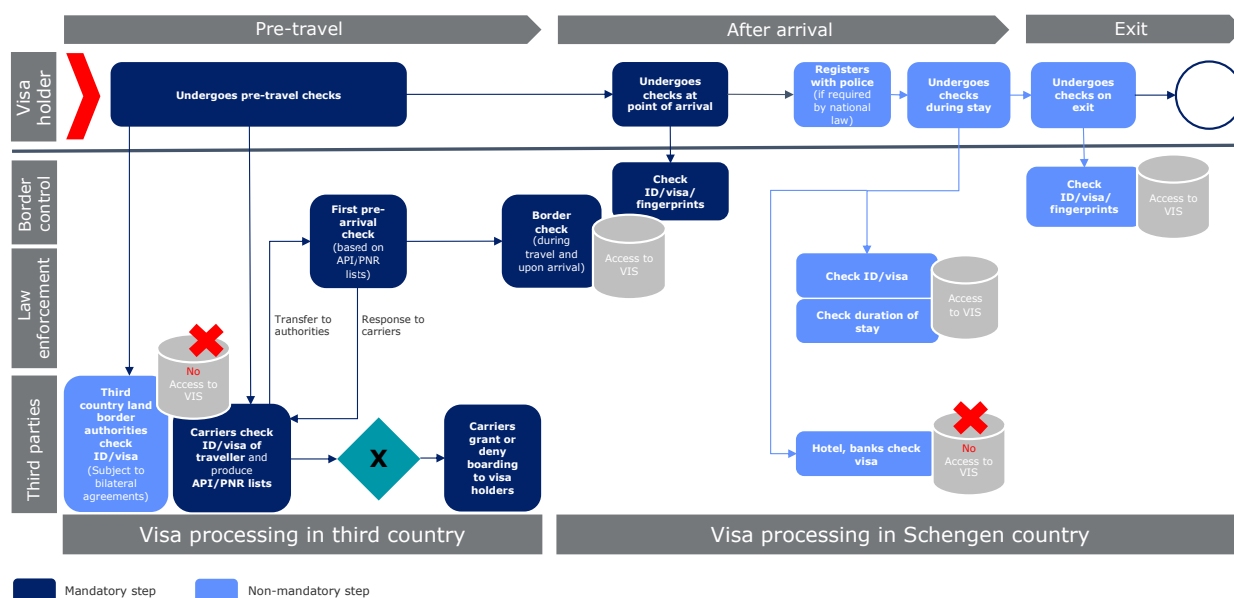 Pre-travel
After arrival
Exit
Visa
holder
Undergoes pre-travel checks
Undergoes
checks at
point of arrival
Registers
with police
(if required
by national
law)
Undergoes
checks
during stay
Undergoes
checks on
exit
Border
control
First pre-
arrival
check
(based on
API/PNR
lists)
Border
check
(during
travel and
upon arrival)
Access to
VIS
Check
ID/visa/
fingerprints
Check
ID/visa/
fingerprints
Access to
VIS
Law
enforcement
Transfer to
authorities
Response to
carriers
Check ID/visa
Check duration of
stay
Access
to VIS
Third parties
Third
country land
border
authorities
check
ID/visa
(Subject to
bilateral
agreements)
No
Access to
VIS
Carriers check
ID/visa of
traveller and
produce
API/PNR lists
X
Carriers
grant or
deny
boarding
to visa
holders
Hotel, banks check
visa
No
Access to
VIS
Visa processing in third country
Visa processing in Schengen country
Mandatory step
Non-mandatory step